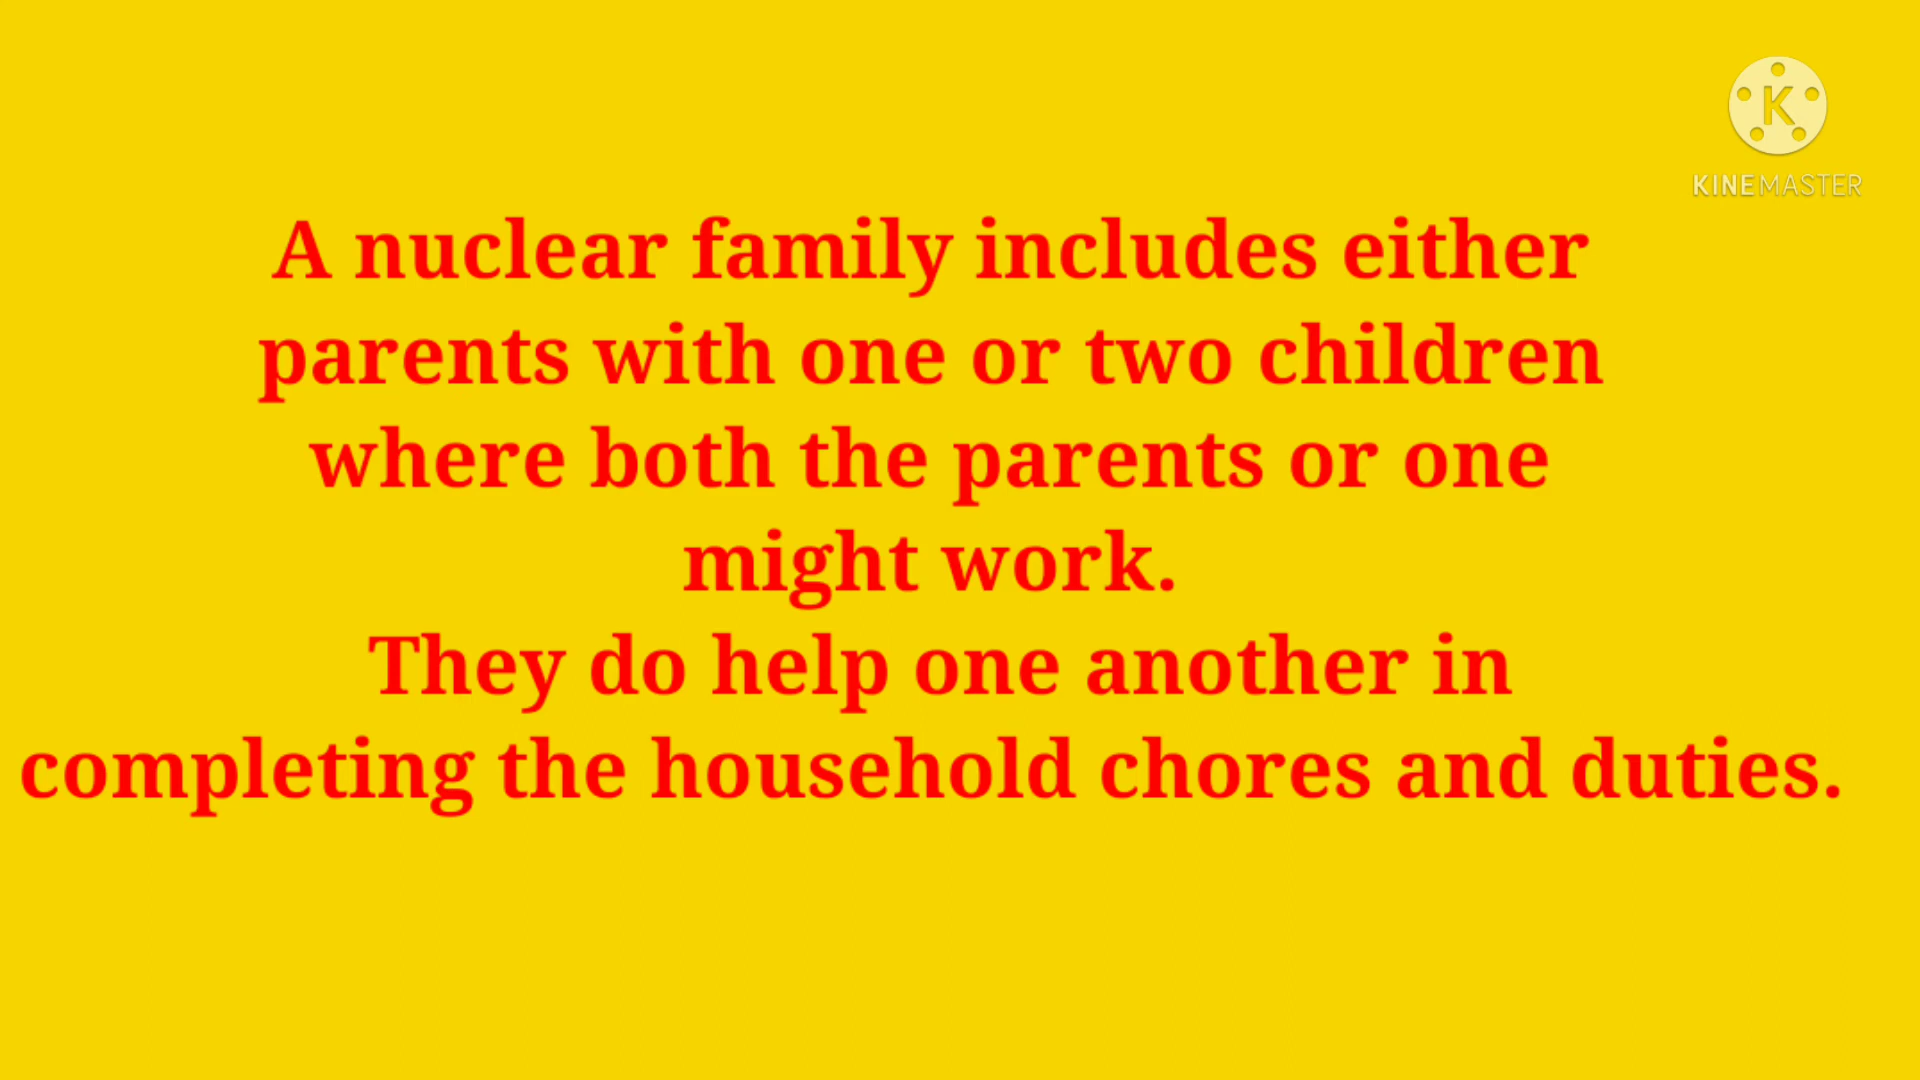 K
KINEMASTER
A nuclear family includes either
parents with one or two children
where both the parents or one
might work.
They do help one another in
completing the household chores and duties.